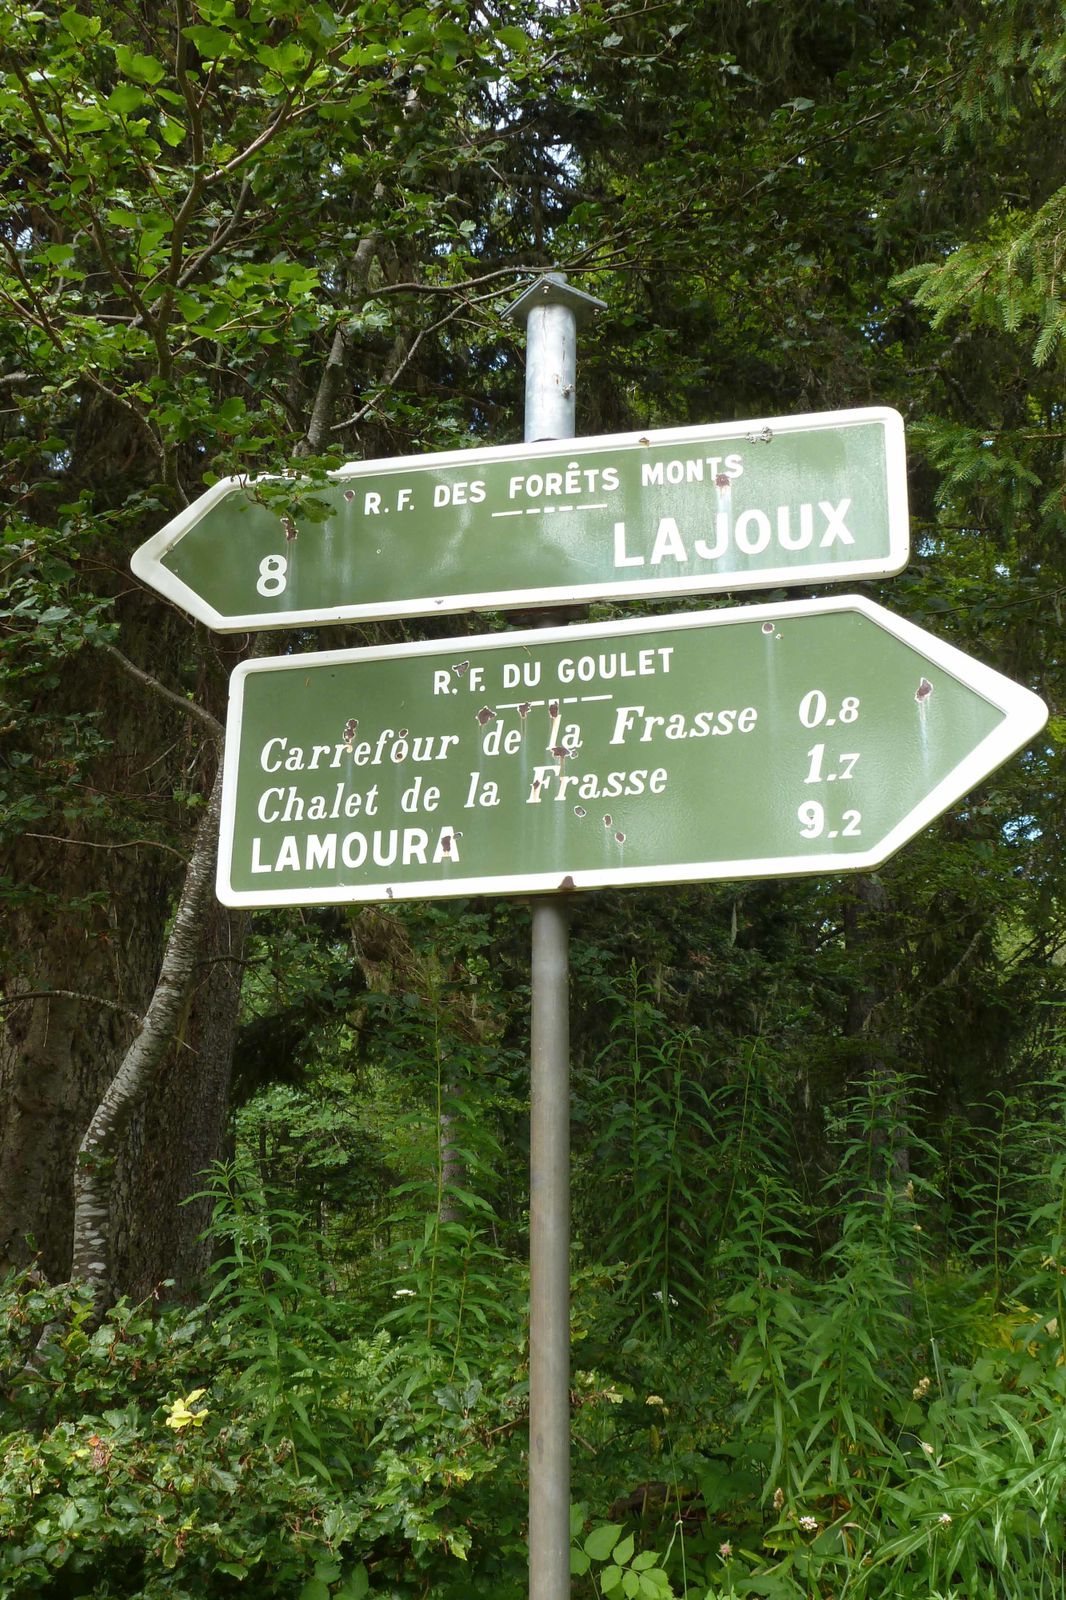 R. F. DES FORÊTS MONTS
8 LAJOUX
R. F. DU GOULET
Carrefour de la Frasse 0.8
Chalet de la Frasse 1.7
LAMOURA 9.2